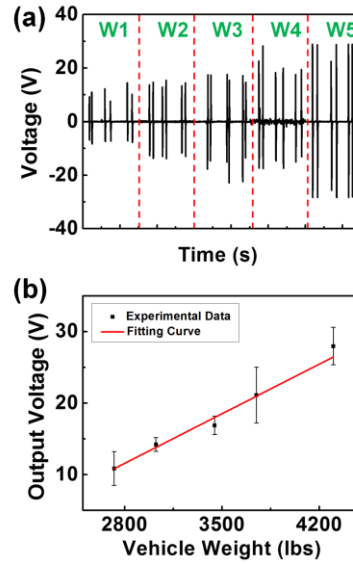 (a)
W1 W2 W3 W4 W5
40
20
0
-20
-40
Voltage (V)
Time (s)
(b)
Experimental Data
Fitting Curve
30
20
10
Output Voltage (V)
2800 3500 4200
Vehicle Weight (lbs)